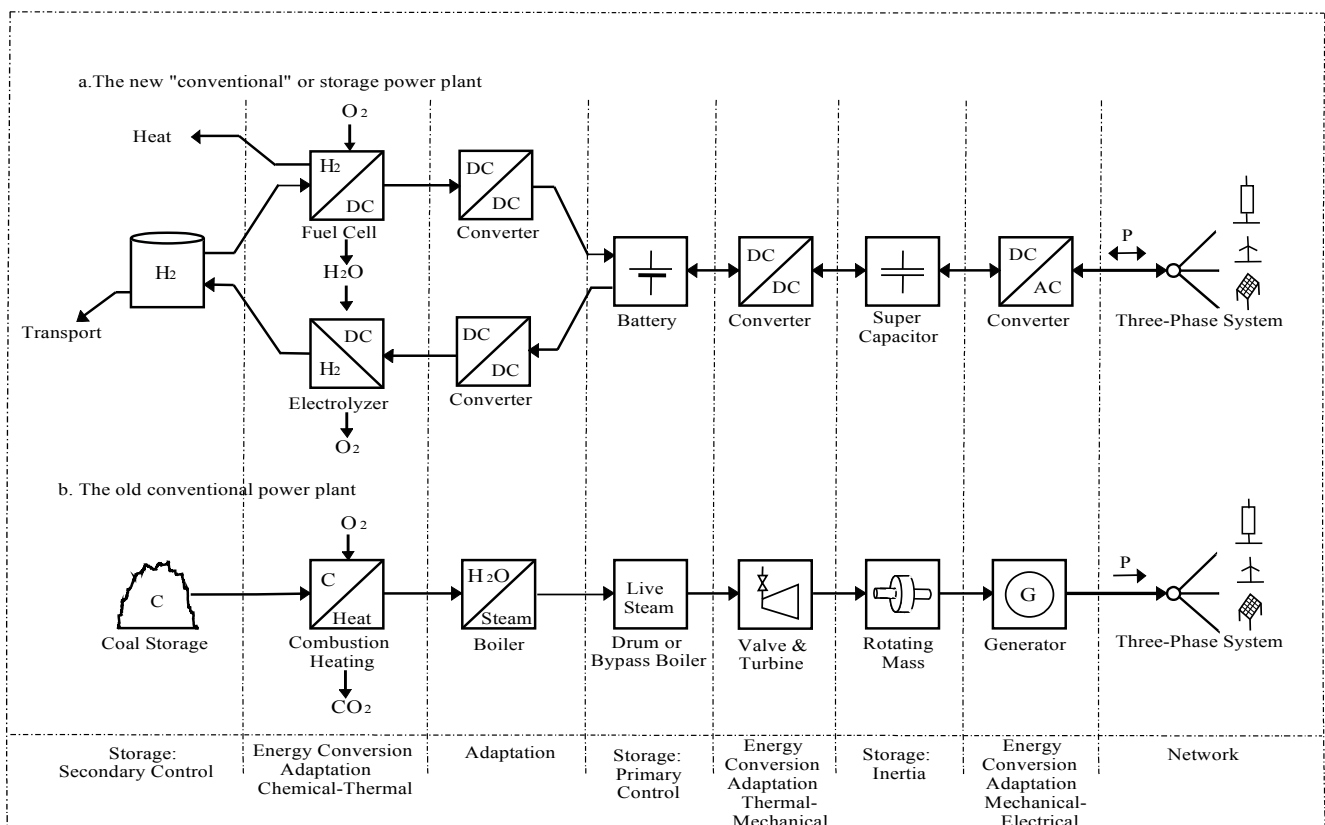 a.The new "conventional" or storage power plant
O2
Heat
H2
DC
Fuel Cell
DC
DC
Converter
H2
H2O
Transport
DC
H2
Electrolyzer
O2
DC
DC
Converter
Battery
DC
DC
Converter
Super
Capacitor
DC
AC
Converter
P
Three-Phase System
b. The old conventional power plant
O2
C
Coal Storage
C
Heat
Combustion
Heating
CO2
H2O
Steam
Boiler
Live
Steam
Drum or
Bypass Boiler
Valve &
Turbine
Rotating
Mass
G
Generator
P
Three-Phase System
Storage:
Secondary Control
Energy Conversion
Adaptation
Chemical-Thermal
Adaptation
Storage:
Primary
Control
Energy
Conversion
Adaptation
Thermal-
Mechanical
Storage:
Inertia
Energy
Conversion
Adaptation
Mechanical-
Electrical
Network